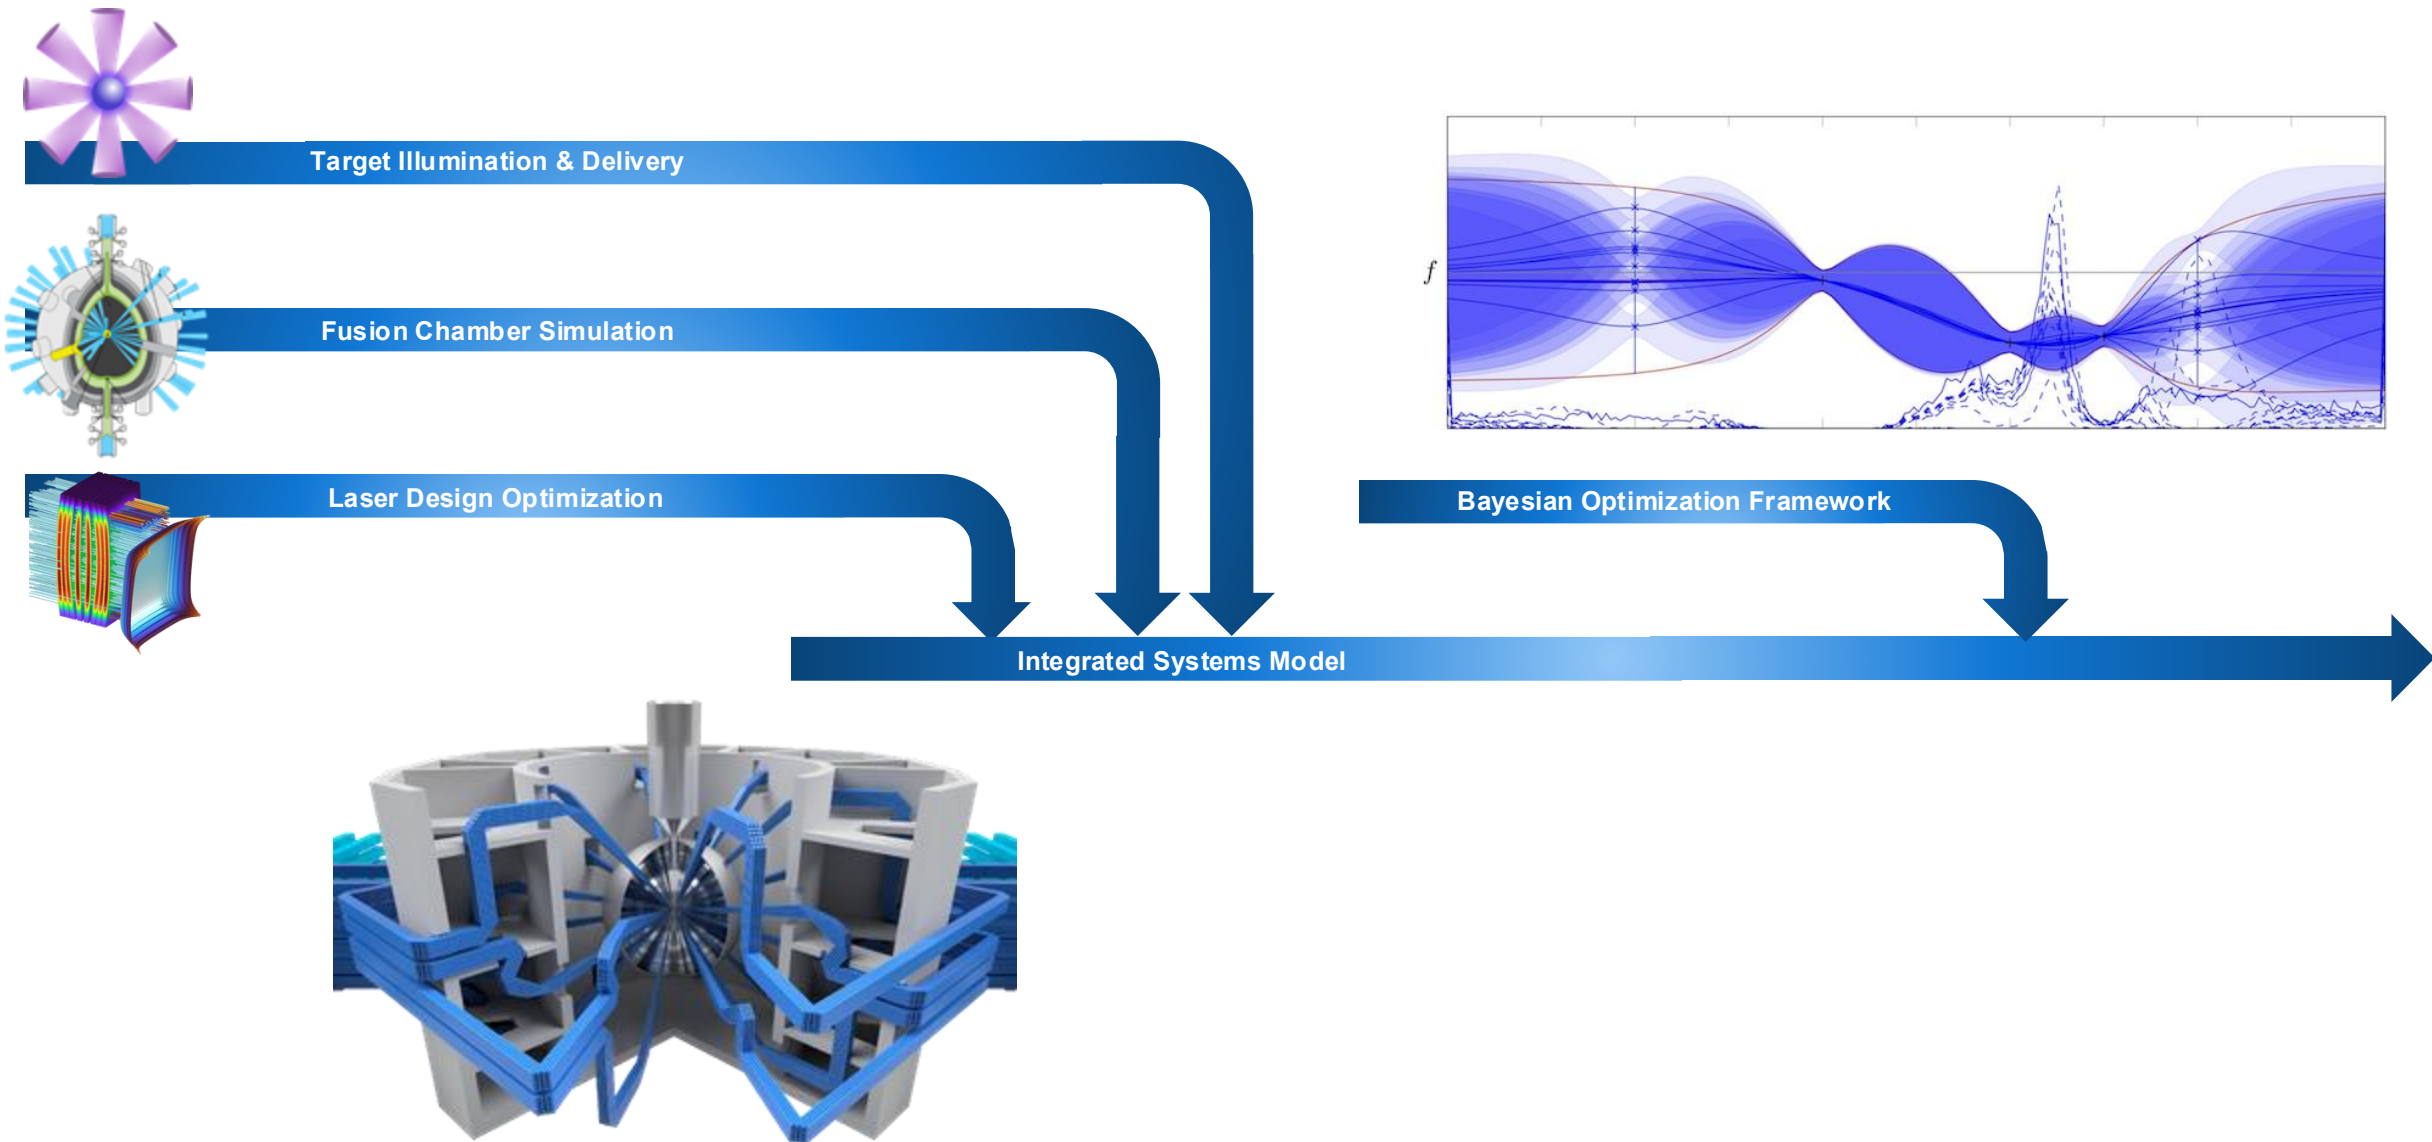 Target Illumination & Delivery
f
Fusion Chamber Simulation
Laser Design Optimization
Bayesian Optimization Framework
Integrated Systems Model